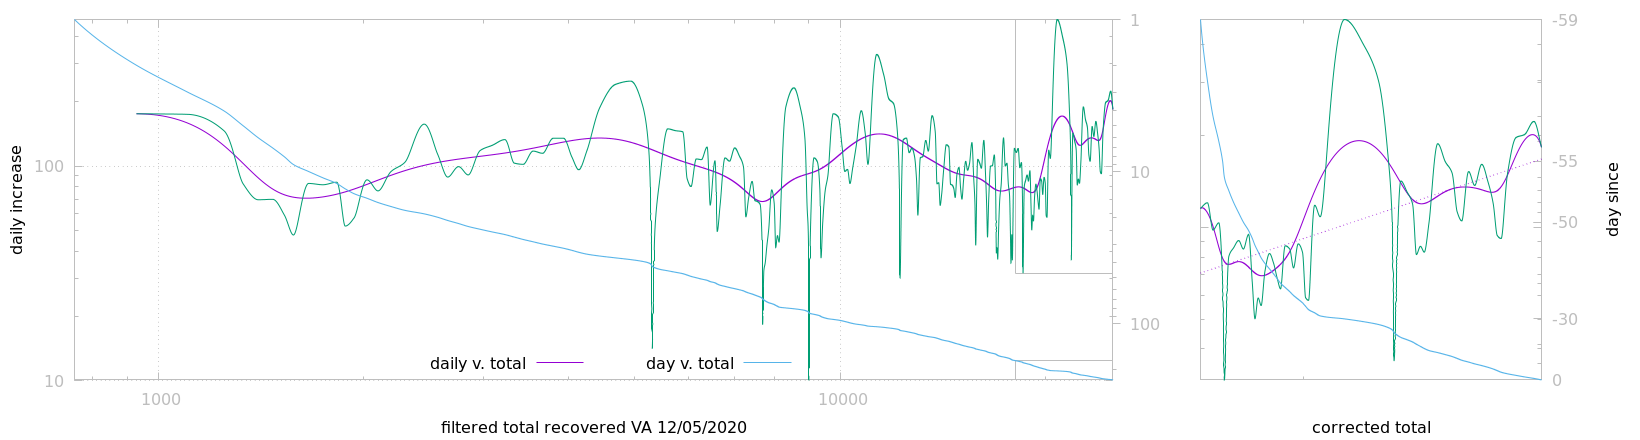 daily increase
100
10
1000
10000
1
10
100
daily v. total
day v. total
filtered total recovered VA 12/05/2020
-59
-55
-50
-30
0
day since
corrected total